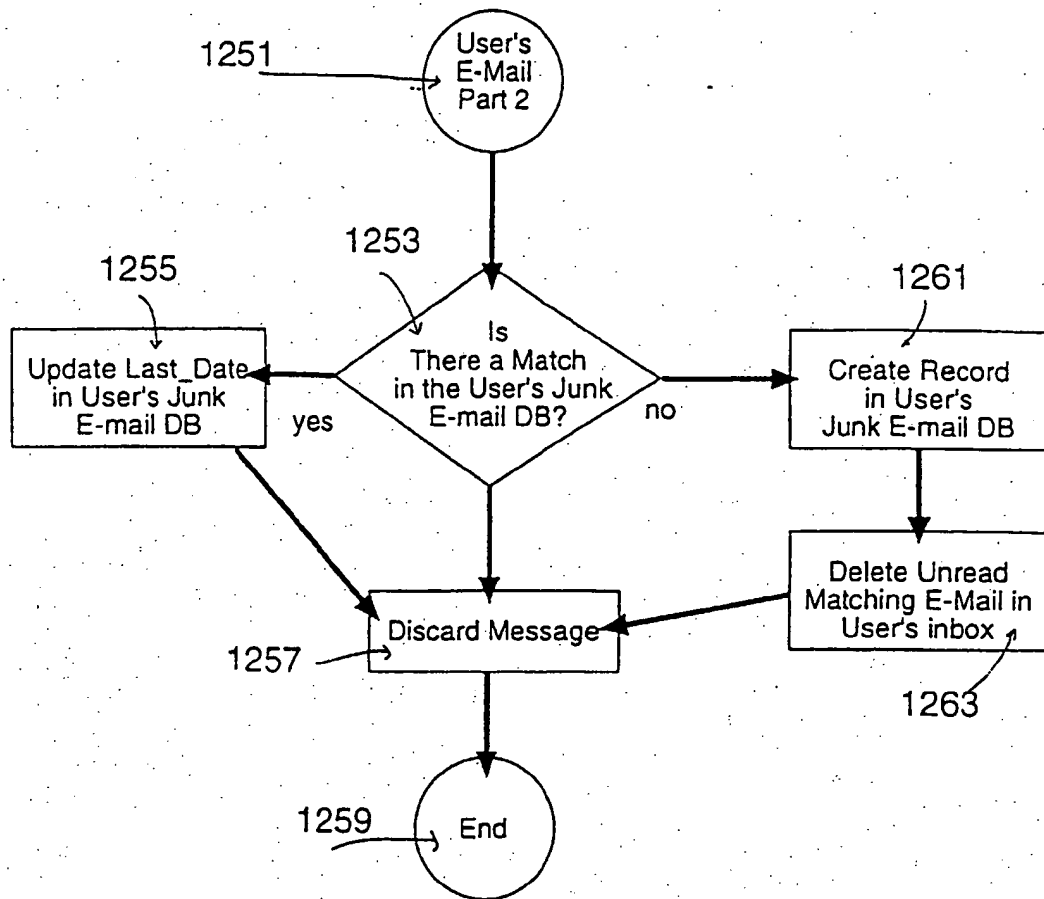 1251
User's
E-Mail
Part 2
1253
1255
1261
Is
There a Match
in the User's Junk
E-mail DB?
Update Last_Date
in User's Junk
E-mail DB
yes
no
Create Record
in User's
Junk E-mail DB
Delete Unread
Matching E-Mail in
User's inbox
Discard Message
1257
1263
1259
End